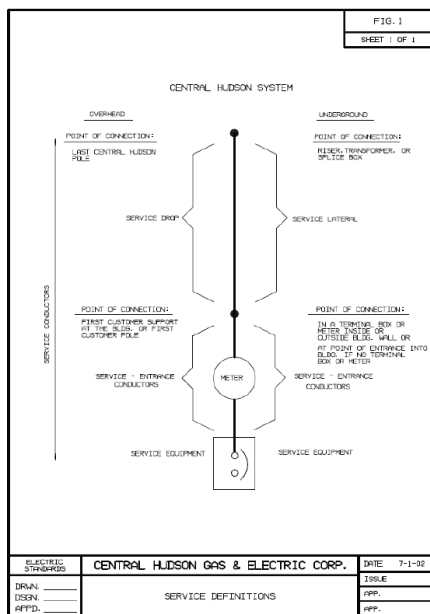 FIG. 1
SHEET 1 OF 1
CENTRAL HUDSON SYSTEM
OVERHEAD
UNDERGROUND
POINT OF CONNECTION:
LAST CENTRAL HUDSON
POLE
POINT OF CONNECTION:
RISER, TRANSFORMER, OR
SPLICE BOX
SERVICE DROP
SERVICE LATERAL
SERVICE CONDUCTORS
POINT OF CONNECTION:
FIRST CUSTOMER SUPPORT
AT THE BLDG. OR FIRST
CUSTOMER POLE
POINT OF CONNECTION:
IN A TERMINAL BOX OR
METER INSIDE OR
OUTSIDE BLDG. WALL OR
AT POINT OF ENTRANCE INTO
BLDG. IF NO TERMINAL
BOX OR METER
SERVICE - ENTRANCE
CONDUCTORS
METER
SERVICE - ENTRANCE
CONDUCTORS
SERVICE EQUIPMENT
SERVICE EQUIPMENT
ELECTRIC
STANDARDS
CENTRAL HUDSON GAS & ELECTRIC CORP.
DATE 7-1-02
DRWN.
DSGN.
APPD.
SERVICE DEFINITIONS
ISSUE
APP.
APP.